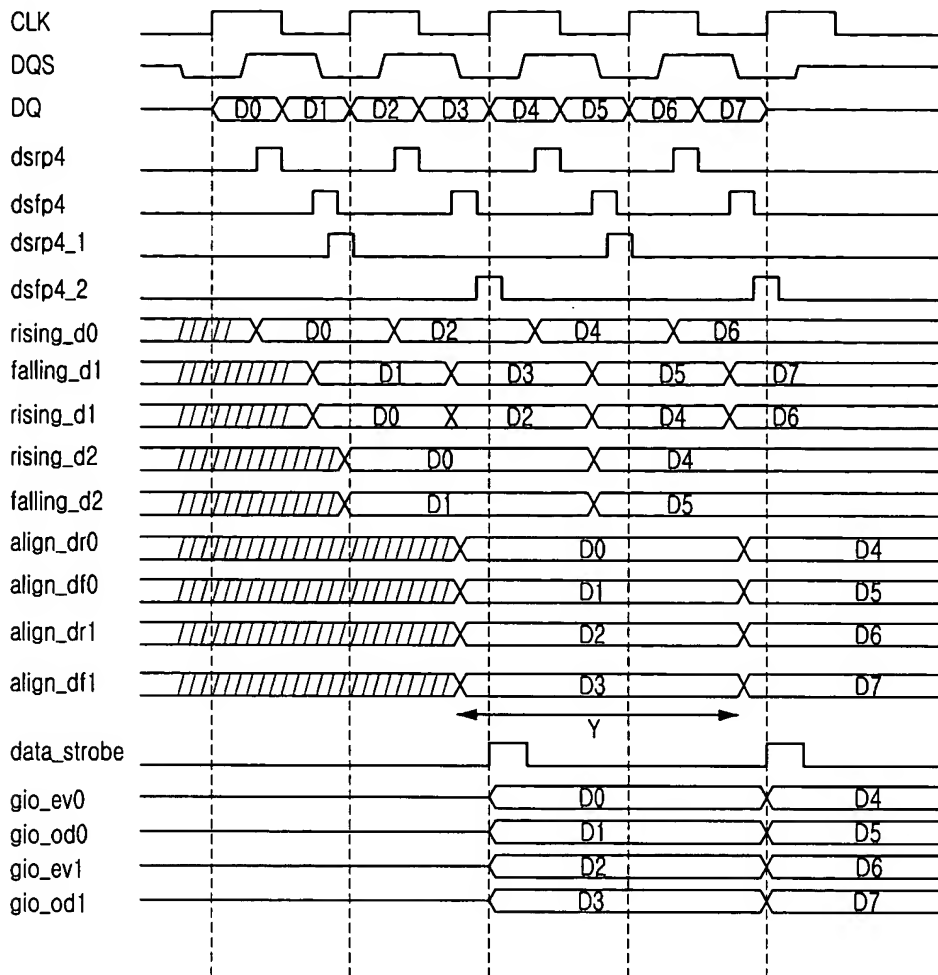 CLK
DQS
DQ D0 D1 D2 D3 D4 D5 D6 D7
dsrp4
dsfp4
dsrp4_1
dsfp4_2
rising_d0 D0 D2 D4 D6
falling_d1 D1 D3 D5 D7
rising_d1 D0 D2 D4 D6
rising_d2 D0 D4
falling_d2 D1 D5
align_dr0 D0 D4
align_df0 D1 D5
align_dr1 D2 D6
align_df1 D3 D7
Y
data_strobe
gio_ev0 D0 D4
gio_od0 D1 D5
gio_ev1 D2 D6
gio_od1 D3 D7